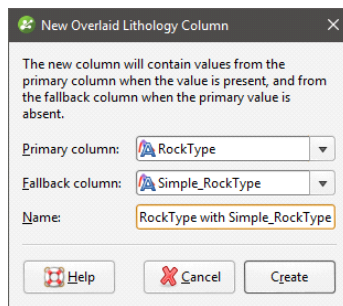 New Overlaid Lithology Column
The new column will contain values from the
primary column when the value is present, and from
the fallback column when the primary value is
absent.
Primary column: RockType
Fallback column: Simple_RockType
Name: RockType with Simple_RockType
Help Cancel Create